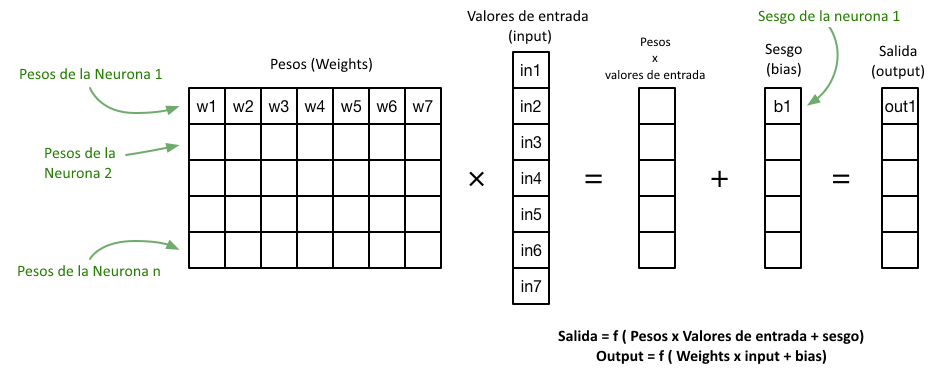 Valores de entrada
(input)
Sesgo de la neurona 1
Pesos
x
valores de entrada
Sesgo
(bias)
Salida
(output)
Pesos (Weights)
Pesos de la Neurona 1
w1 w2 w3 w4 w5 w6 w7
in1
in2
in3
in4
in5
in6
in7
b1
out1
Pesos de la
Neurona 2
× = + =
Pesos de la Neurona n
Salida = f ( Pesos x Valores de entrada + sesgo)
Output = f ( Weights x input + bias)